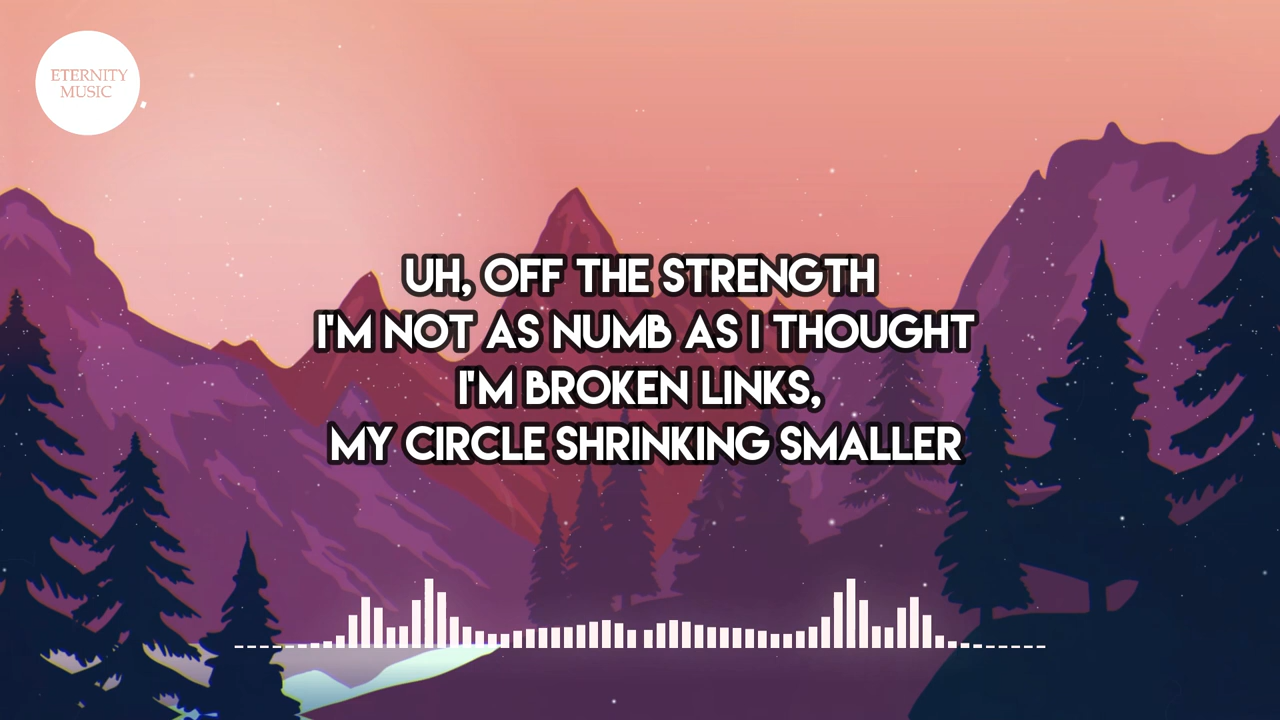 ETERNITY
MUSIC
UH, OFF THE STRENGTH
I'M NOT AS NUMB AS I THOUGHT
I'M BROKEN LINKS,
MY CIRCLE SHRINKING SMALLER